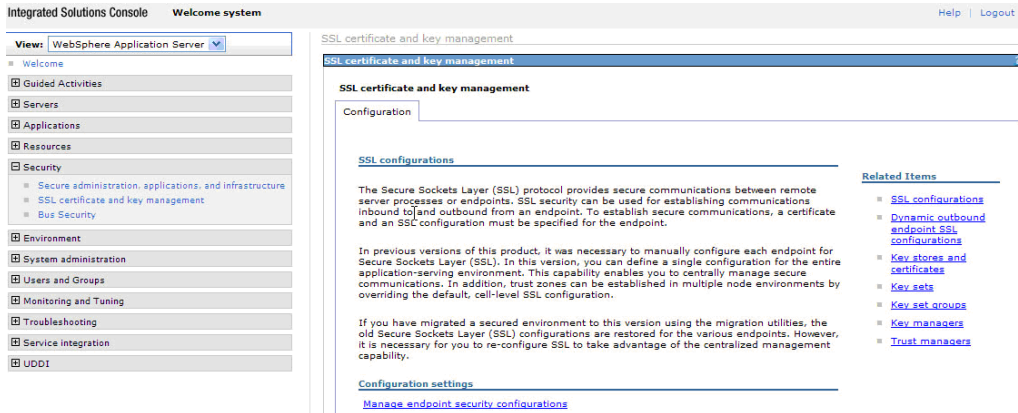 Integrated Solutions Console Welcome system
Help | Logout
View: WebSphere Application Server
Welcome
Guided Activities
Servers
Applications
Resources
Security
Secure administration, applications, and infrastructure
SSL certificate and key management
Bus Security
Environment
System administration
Users and Groups
Monitoring and Tuning
Troubleshooting
Service integration
UDDI
SSL certificate and key management
SSL certificate and key management
SSL certificate and key management
Configuration
SSL configurations
The Secure Sockets Layer (SSL) protocol provides secure communications between remote
server processes or endpoints. SSL security can be used for establishing communications
inbound to and outbound from an endpoint. To establish secure communications, a certificate
and an SSL configuration must be specified for the endpoint.
In previous versions of this product, it was necessary to manually configure each endpoint for
Secure Sockets Layer (SSL). In this version, you can define a single configuration for the entire
application-serving environment. This capability enables you to centrally manage secure
communications. In addition, trust zones can be established in multiple node environments by
overriding the default, cell-level SSL configuration.
If you have migrated a secured environment to this version using the migration utilities, the
old Secure Sockets Layer (SSL) configurations are restored for the various endpoints. However,
it is necessary for you to re-configure SSL to take advantage of the centralized management
capability.
Configuration settings
Manage endpoint security configurations
Related Items
SSL configurations
Dynamic outbound
endpoint SSL
configurations
Key stores and
certificates
Key sets
Key set groups
Key managers
Trust managers